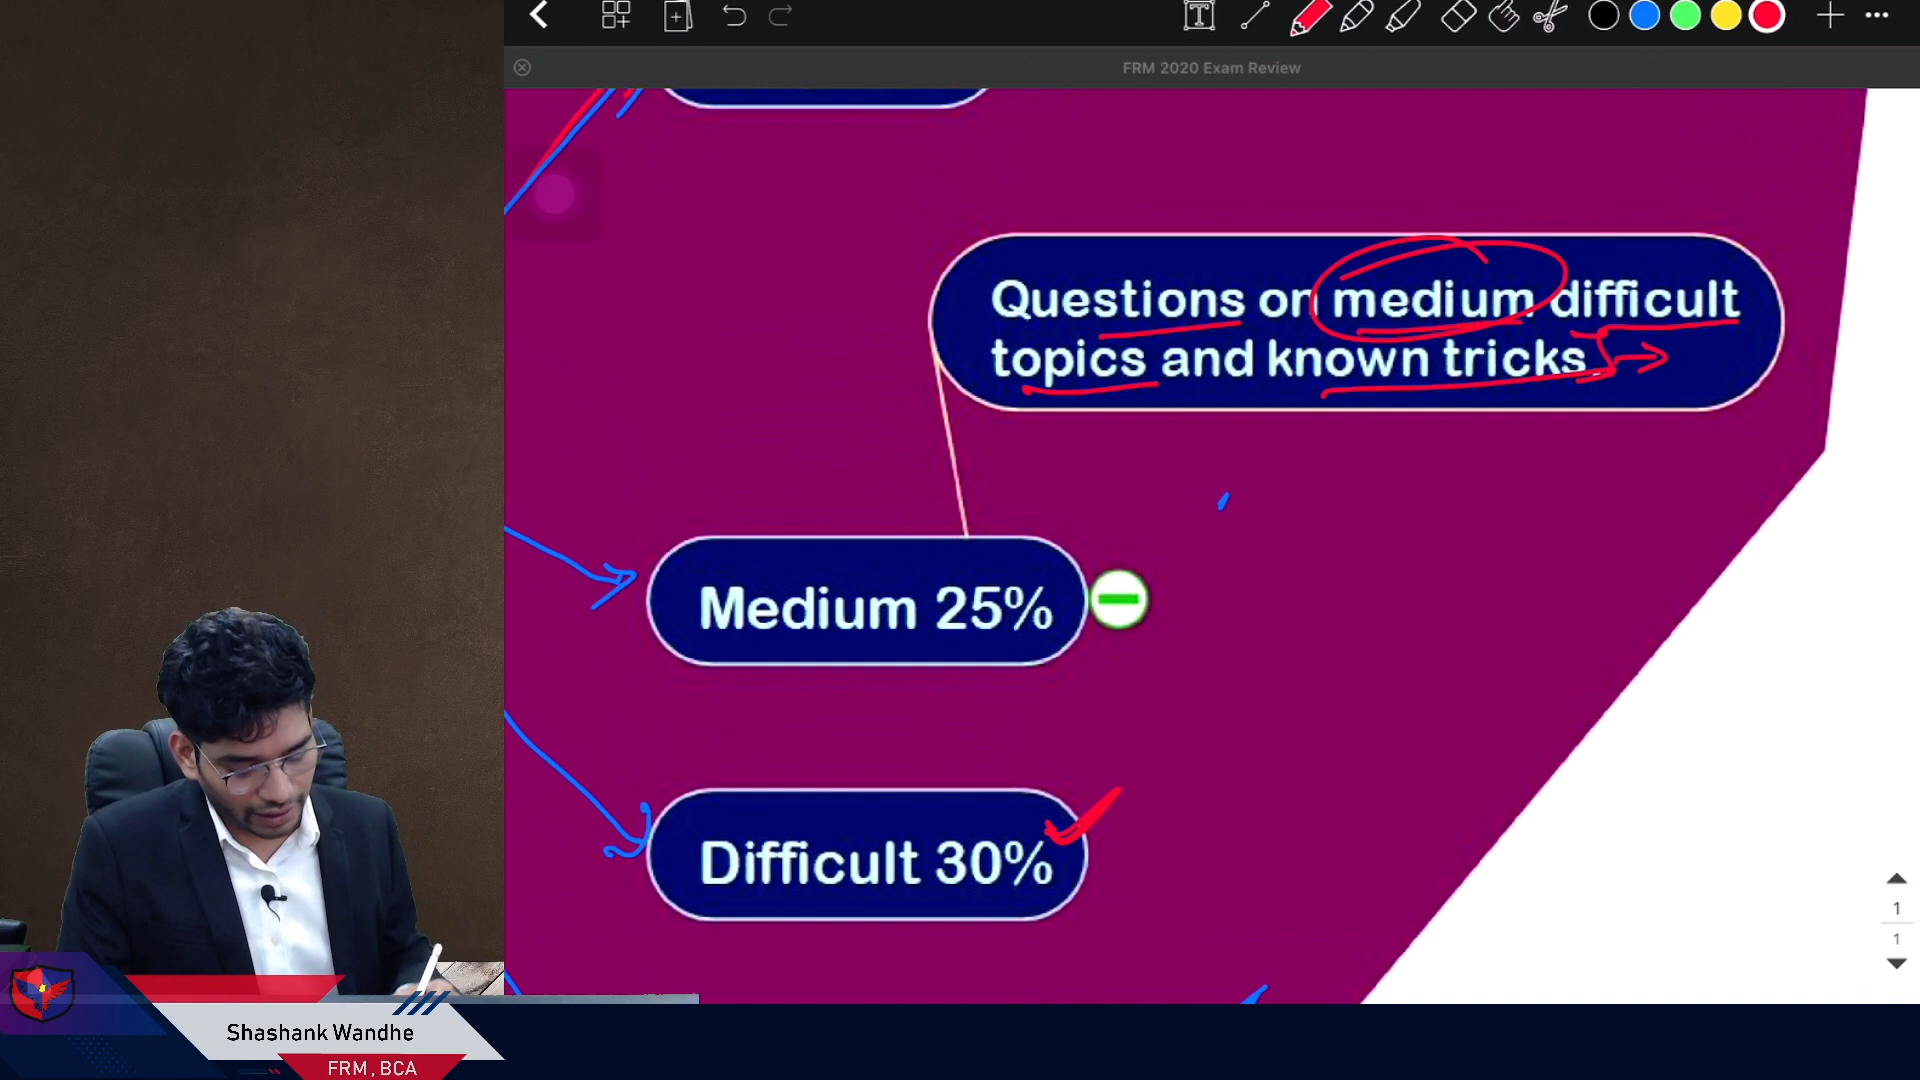 FRM 2020 Exam Review
Questions on medium difficult
topics and known tricks
Medium 25%
Difficult 30%
1
1
Shashank Wandhe
FRM, BCA